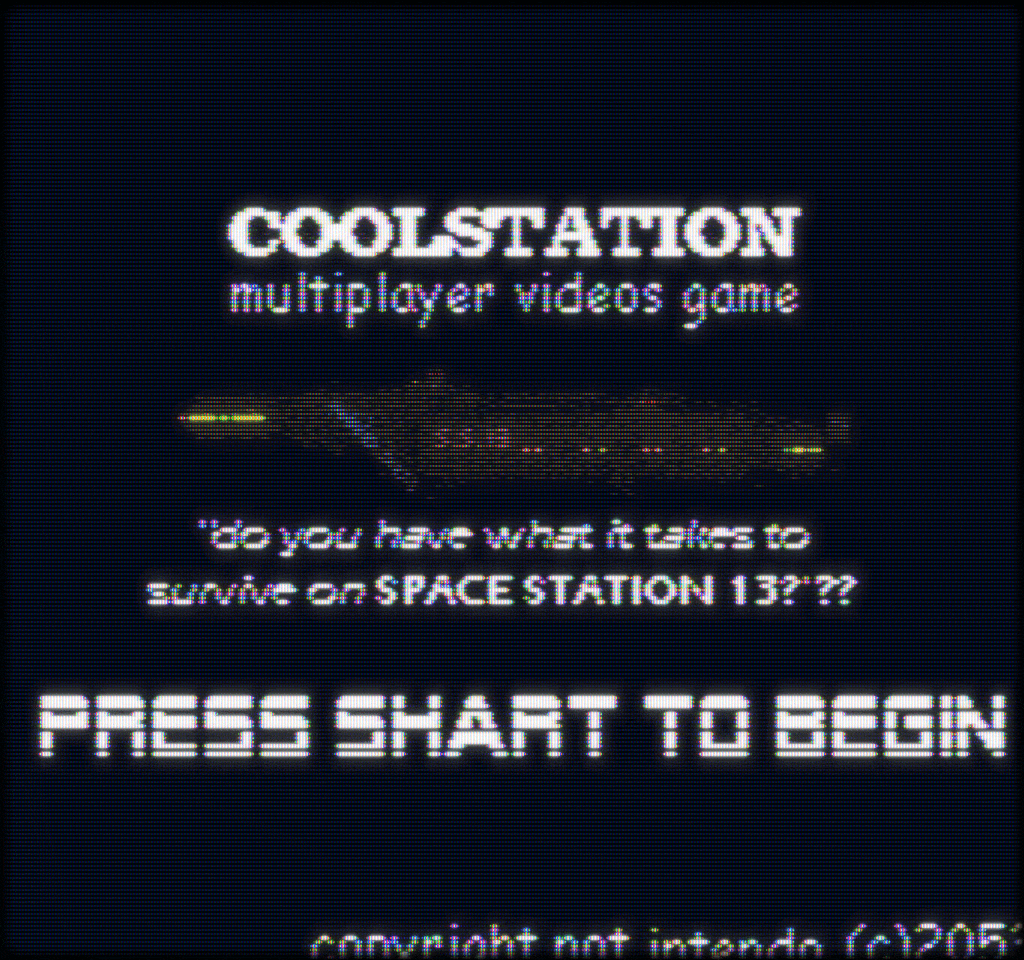 COOLSTATION
multiplayer videos game
S.S.13
"do you have what it takes to
survive on SPACE STATION 13?"??
PRESS SHART TO BEGIN
copyright not intendo (c)205